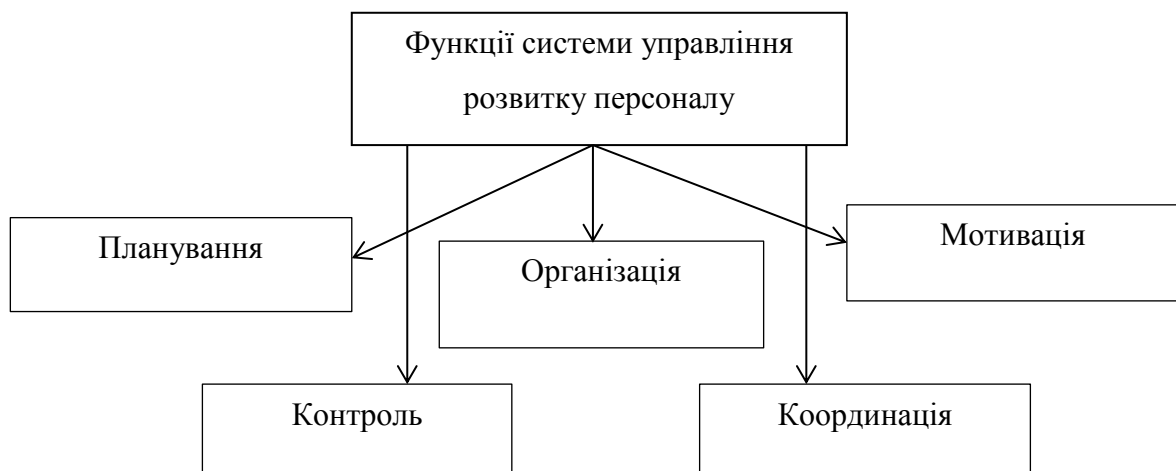 Функції системи управління
розвитку персоналу
Планування
Організація
Мотивація
Контроль
Координація